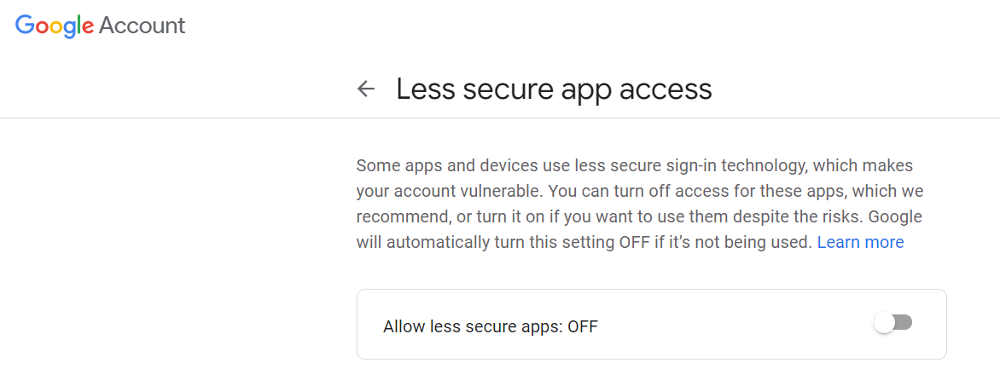 Google Account
Less secure app access
Some apps and devices use less secure sign-in technology, which makes
your account vulnerable. You can turn off access for these apps, which we
recommend, or turn it on if you want to use them despite the risks. Google
will automatically turn this setting OFF if it’s not being used. Learn more
Allow less secure apps: OFF